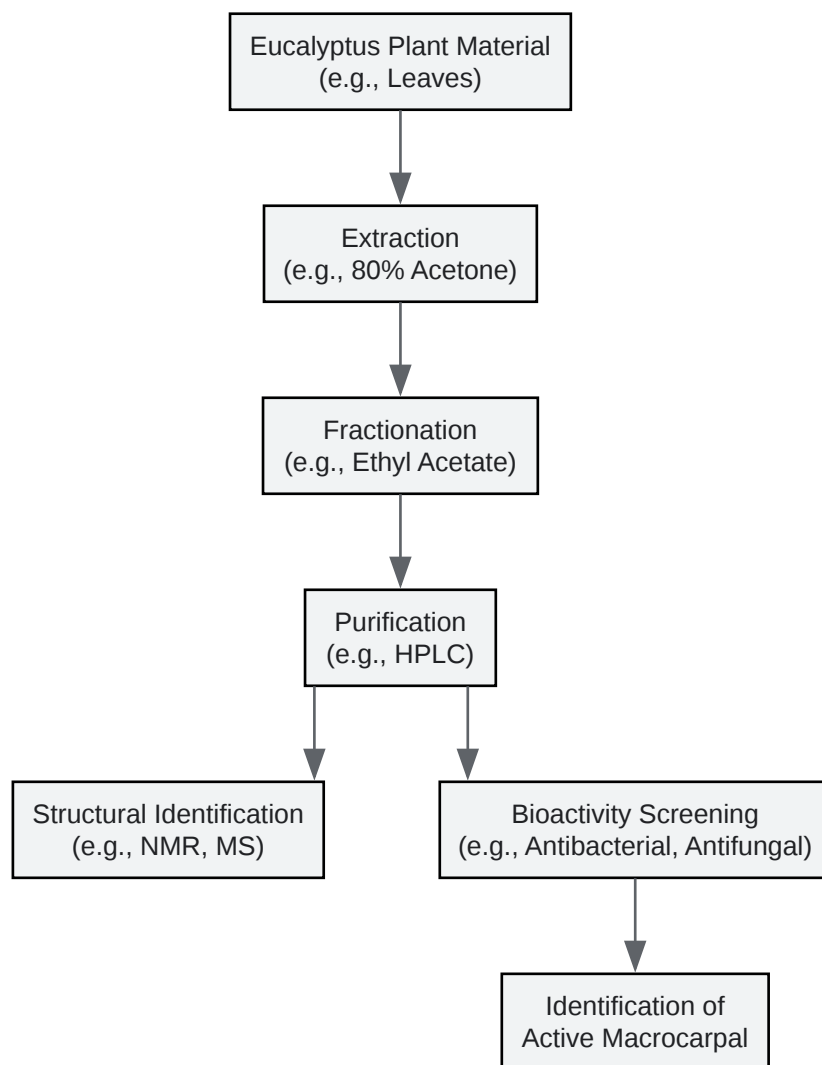 Eucalyptus Plant Material
(e.g., Leaves)
Extraction
(e.g., 80% Acetone)
Fractionation
(e.g., Ethyl Acetate)
Purification
(e.g., HPLC)
Structural Identification
(e.g., NMR, MS)
Bioactivity Screening
(e.g., Antibacterial, Antifungal)
Identification of
Active Macrocarpal